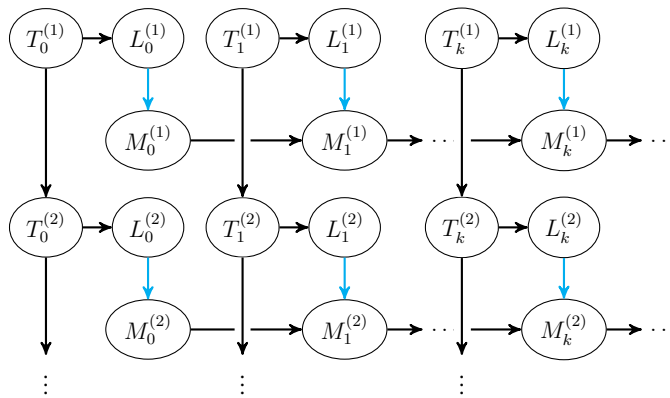 T_0^{(1)} L_0^{(1)} T_1^{(1)} L_1^{(1)} T_k^{(1)} L_k^{(1)}
M_0^{(1)} M_1^{(1)} ⋯ M_k^{(1)} ⋯
T_0^{(2)} L_0^{(2)} T_1^{(2)} L_1^{(2)} T_k^{(2)} L_k^{(2)}
M_0^{(2)} M_1^{(2)} ⋯ M_k^{(2)} ⋯
⋮ ⋮ ⋮